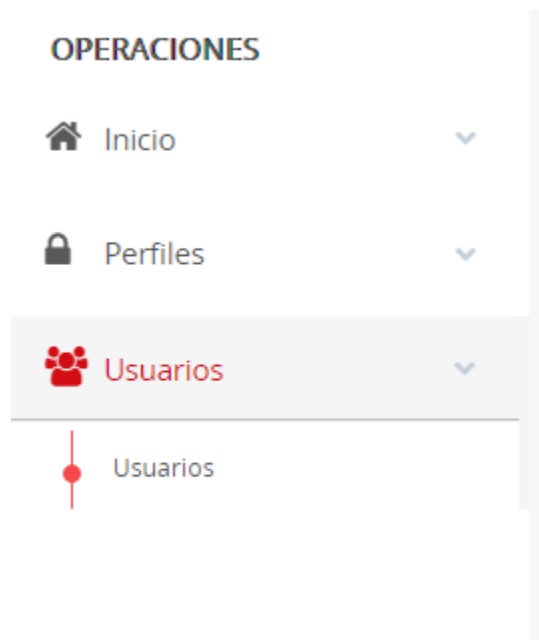 OPERACIONES
Inicio
Perfiles
Usuarios
Usuarios